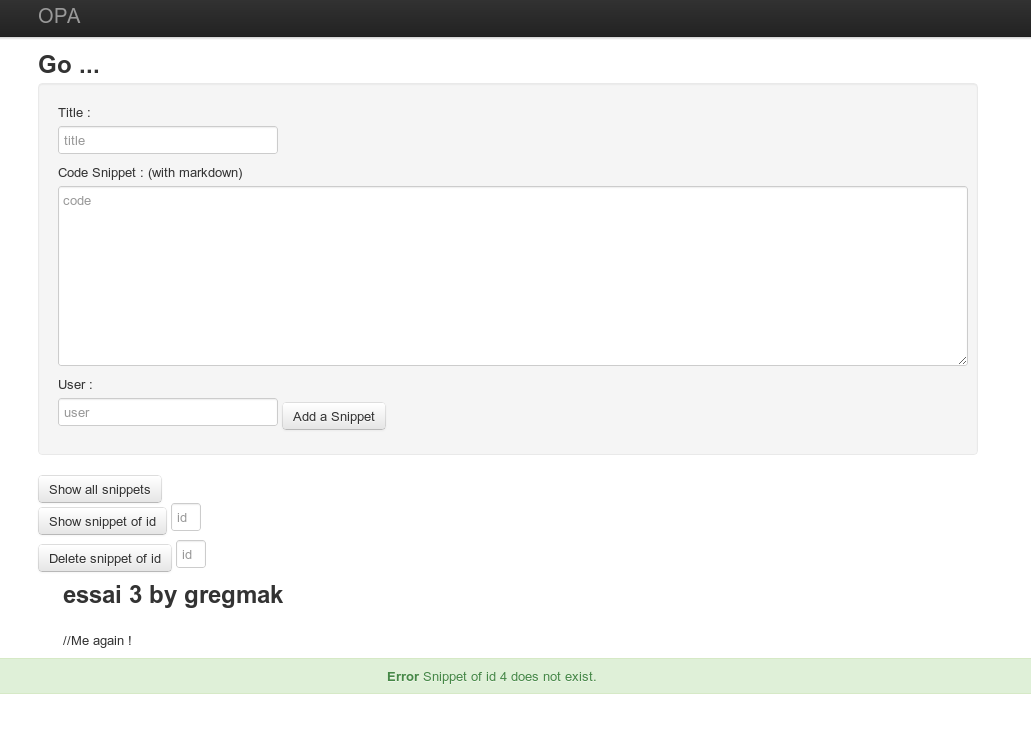 OPA
Go ...
Title :
title
Code Snippet : (with markdown)
code
User :
user
Add a Snippet
Show all snippets
Show snippet of id
id
Delete snippet of id
id
essai 3 by gregmak
//Me again !
Error Snippet of id 4 does not exist.